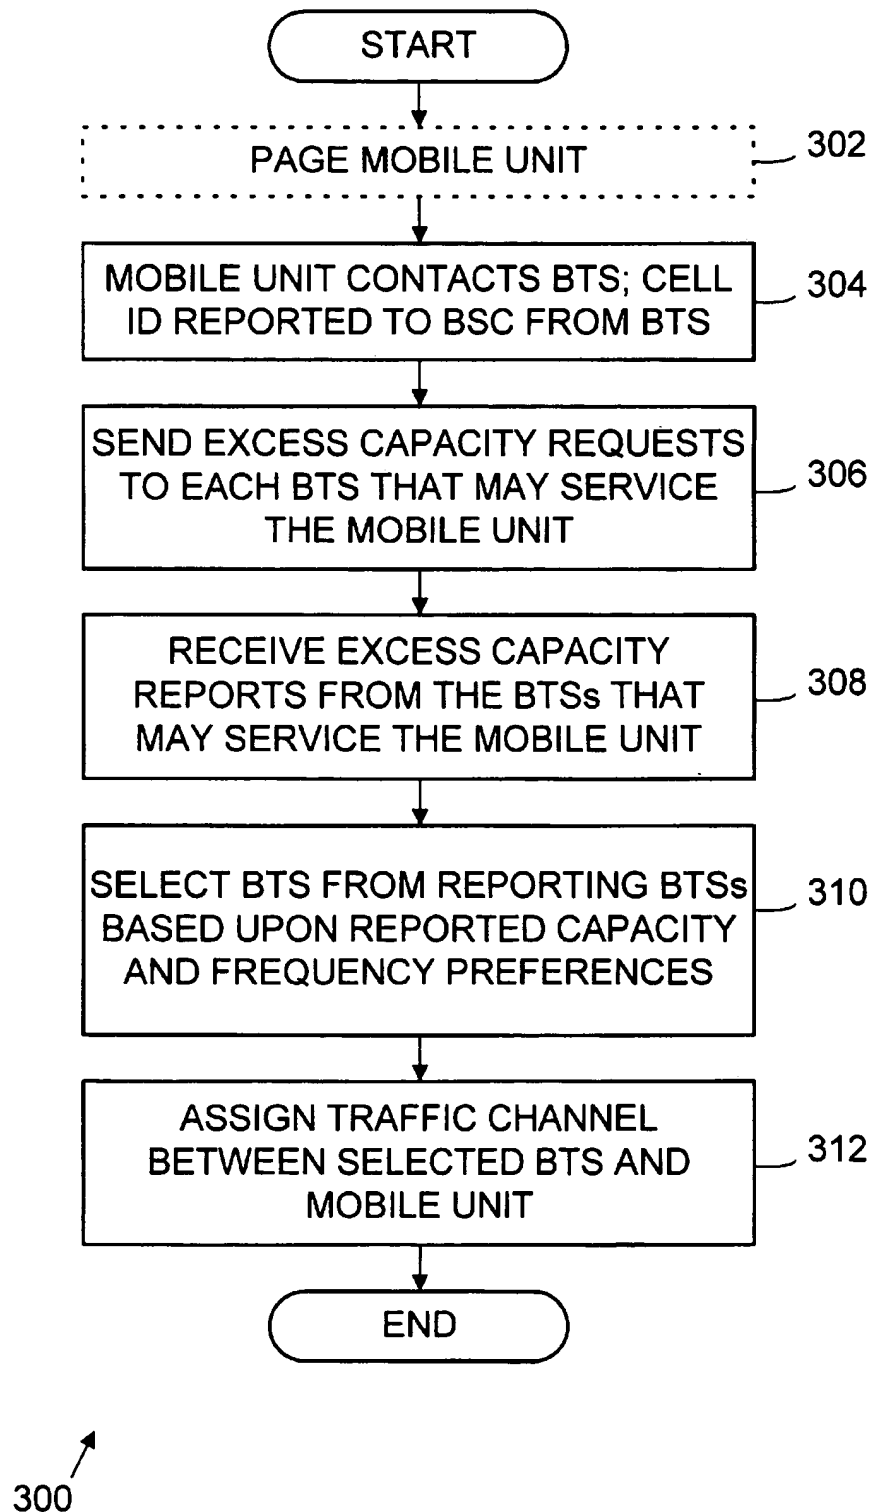 START
PAGE MOBILE UNIT
302
MOBILE UNIT CONTACTS BTS; CELL
ID REPORTED TO BSC FROM BTS
304
SEND EXCESS CAPACITY REQUESTS
TO EACH BTS THAT MAY SERVICE
THE MOBILE UNIT
306
RECEIVE EXCESS CAPACITY
REPORTS FROM THE BTSs THAT
MAY SERVICE THE MOBILE UNIT
308
SELECT BTS FROM REPORTING BTSs
BASED UPON REPORTED CAPACITY
AND FREQUENCY PREFERENCES
310
ASSIGN TRAFFIC CHANNEL
BETWEEN SELECTED BTS AND
MOBILE UNIT
312
END
300